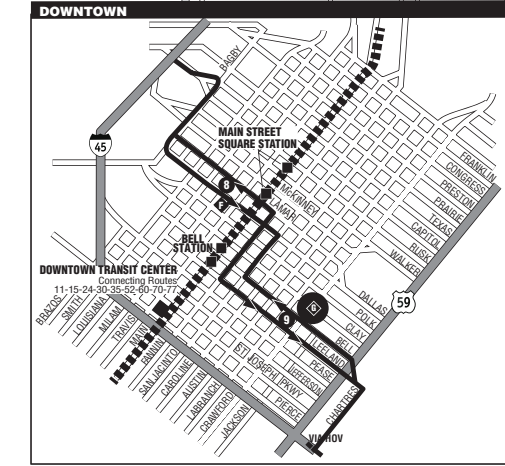 DOWNTOWN
BAGBY
45
MAIN STREET
SQUARE STATION
8
F
MCKINNEY
LAMAR
BELL
STATION
DOWNTOWN TRANSIT CENTER
Connecting Routes
11-15-24-30-35-52-60-70-77
FRANKLIN
CONGRESS
PRESTON
PRAIRIE
TEXAS
CAPITOL
RUSK
WALKER
59
DALLAS
POLK
CLAY
BELL
LEELAND
PEASE
JEFFERSON
ST. JOSEPH PKWY
PIERCE
G
9
CHARTRES
VIA HOV
BRAZOS
SMITH
LOUISIANA
MILAM
TRAVIS
MAIN
FANNIN
SAN JACINTO
CAROLINE
AUSTIN
LABRANCH
CRAWFORD
JACKSON